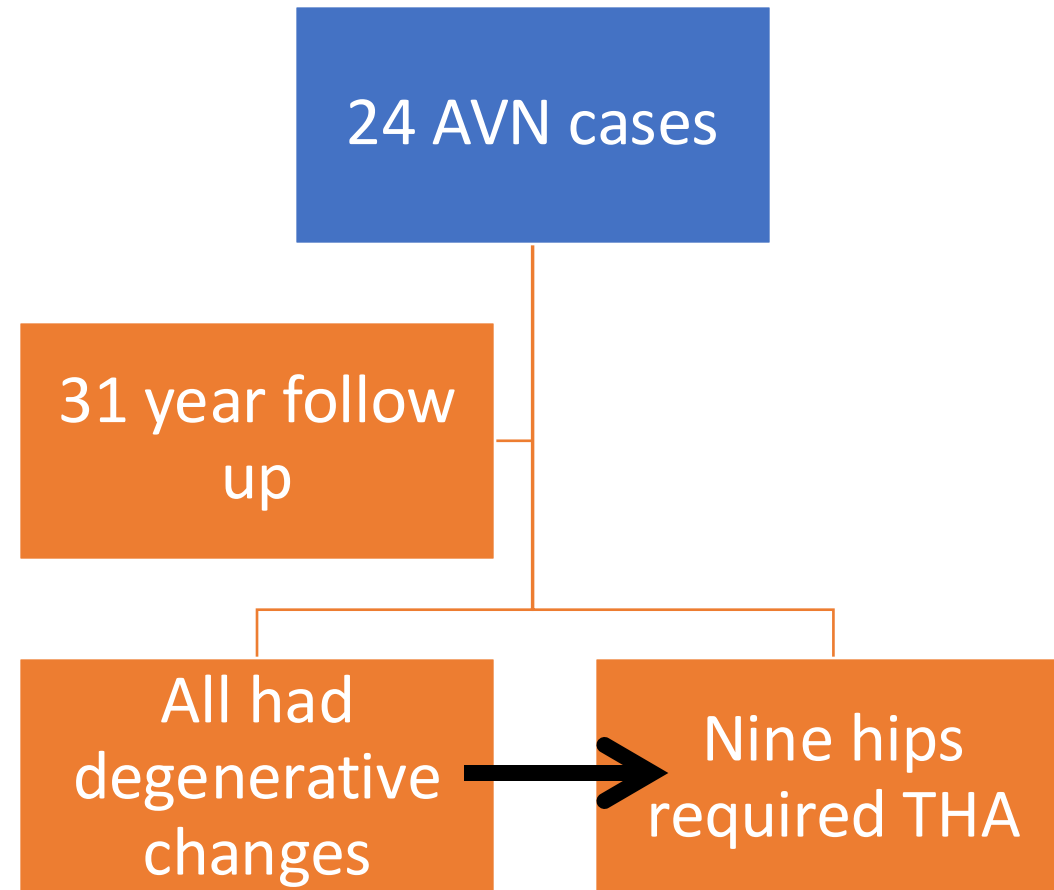 24 AVN cases
31 year follow
up
All had
degenerative
changes
Nine hips
required THA